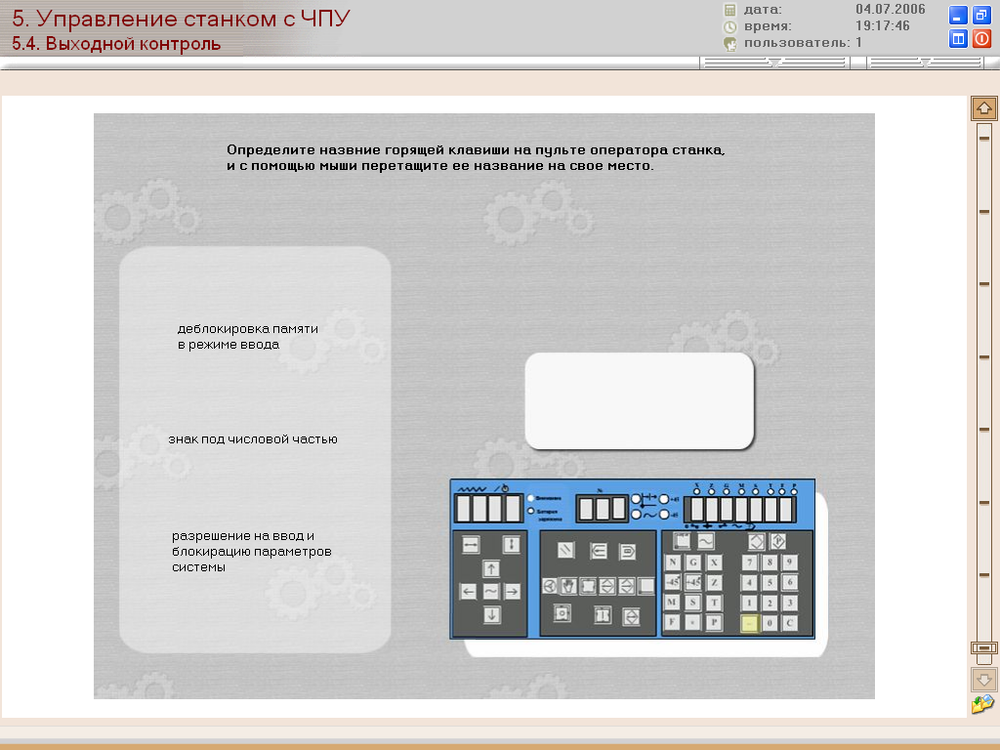 5. Управление станком с ЧПУ
5.4. Выходной контроль
дата: 04.07.2006
время: 19:17:46
пользователь: 1
Определите назвние горящей клавиши на пульте оператора станка,
и с помощью мыши перетащите ее название на свое место.
деблокировка памяти
в режиме ввода
знак под числовой частью
разрешение на ввод и
блокирацию параметров
системы
N G X 7 8 9
-45° +45° Z 4 5 6
M S T 1 2 3
F P - 0 C